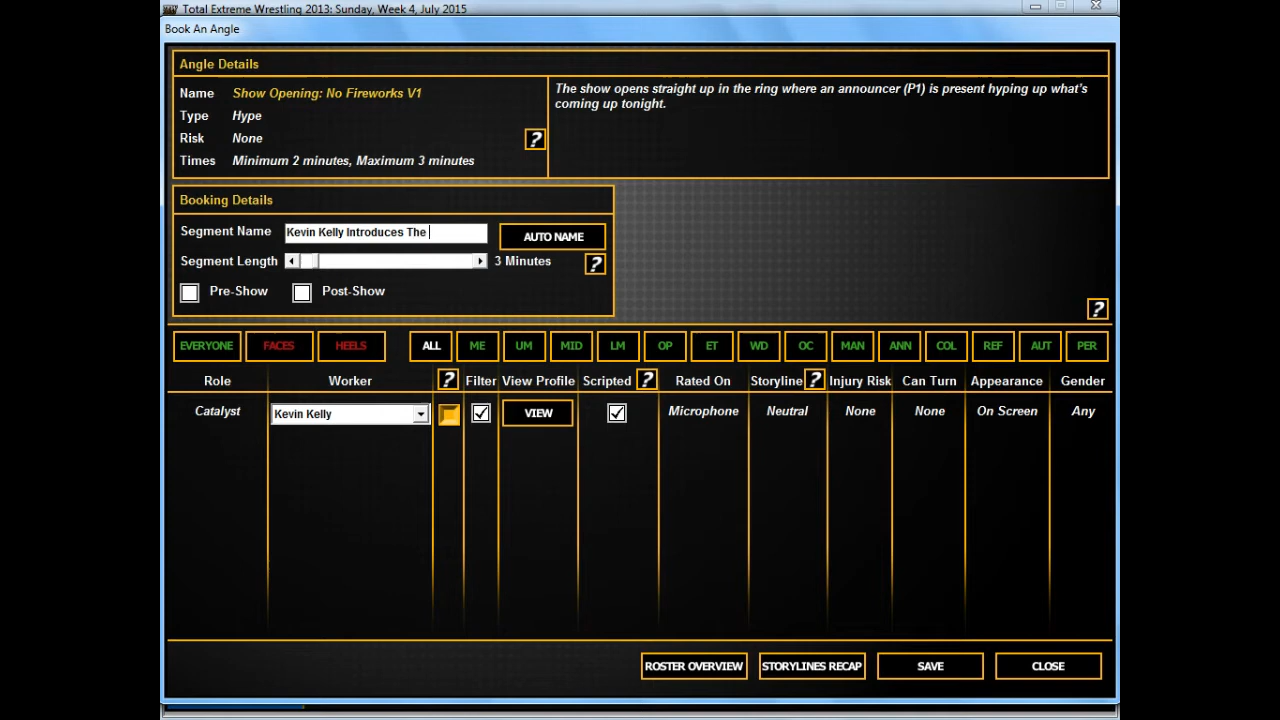 Total Extreme Wrestling 2013: Sunday, Week 4, July 2015
Book An Angle
Angle Details
Name Show Opening: No Fireworks V1
Type Hype
Risk None
?
Times Minimum 2 minutes, Maximum 3 minutes
The show opens straight up in the ring where an announcer (P1) is present hyping up what's
coming up tonight.
Booking Details
Segment Name Kevin Kelly Introduces The AUTO NAME
Segment Length 3 Minutes ?
Pre-Show Post-Show
?
EVERYONE FACES HEELS ALL ME UM MID LM OP ET WD OC MAN ANN COL REF AUT PER
Role Worker ? Filter View Profile Scripted ? Rated On Storyline ? Injury Risk Can Turn Appearance Gender
Catalyst Kevin Kelly VIEW Microphone Neutral None None On Screen Any
ROSTER OVERVIEW STORYLINES RECAP SAVE CLOSE